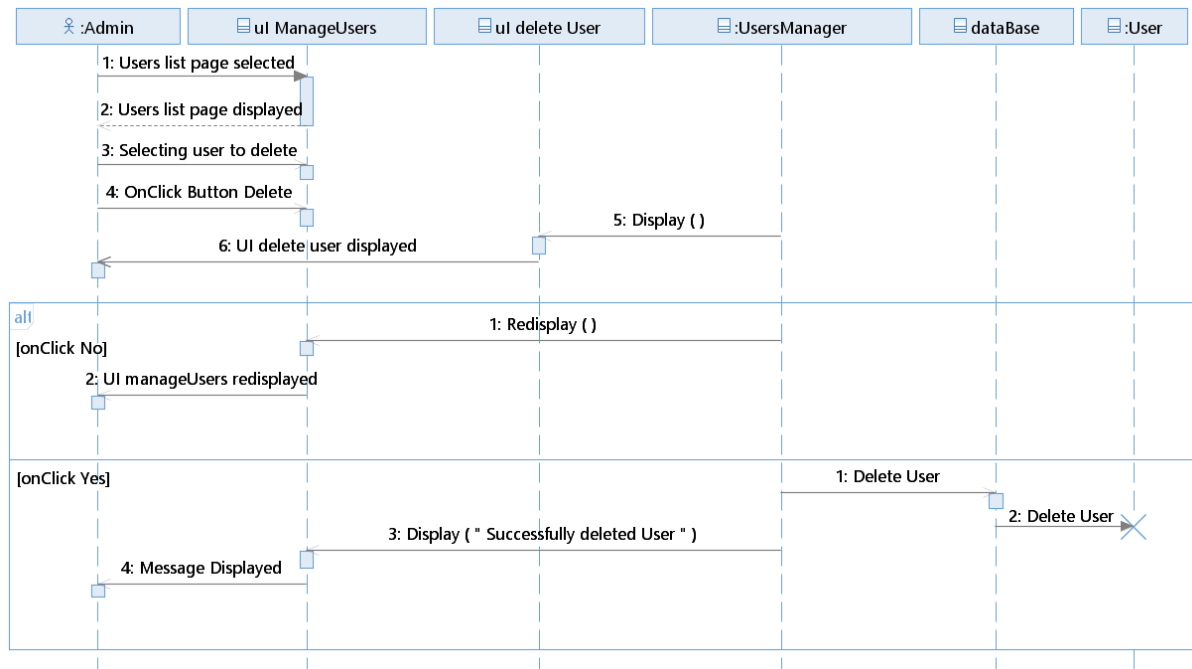 :Admin
uI ManageUsers
uI delete User
:UsersManager
dataBase
:User
1: Users list page selected
2: Users list page displayed
3: Selecting user to delete
4: OnClick Button Delete
5: Display ( )
6: UI delete user displayed
alt
1: Redisplay ( )
[onClick No]
2: UI manageUsers redisplayed
[onClick Yes]
1: Delete User
2: Delete User
3: Display ( " Successfully deleted User " )
4: Message Displayed